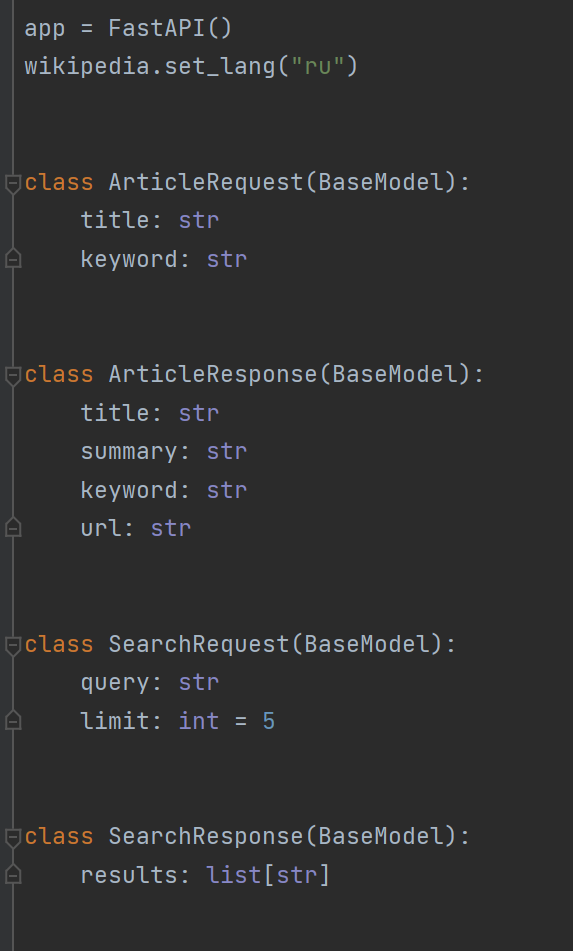 app = FastAPI()
wikipedia.set_lang("ru")
class ArticleRequest(BaseModel):
    title: str
    keyword: str
class ArticleResponse(BaseModel):
    title: str
    summary: str
    keyword: str
    url: str
class SearchRequest(BaseModel):
    query: str
    limit: int = 5
class SearchResponse(BaseModel):
    results: list[str]